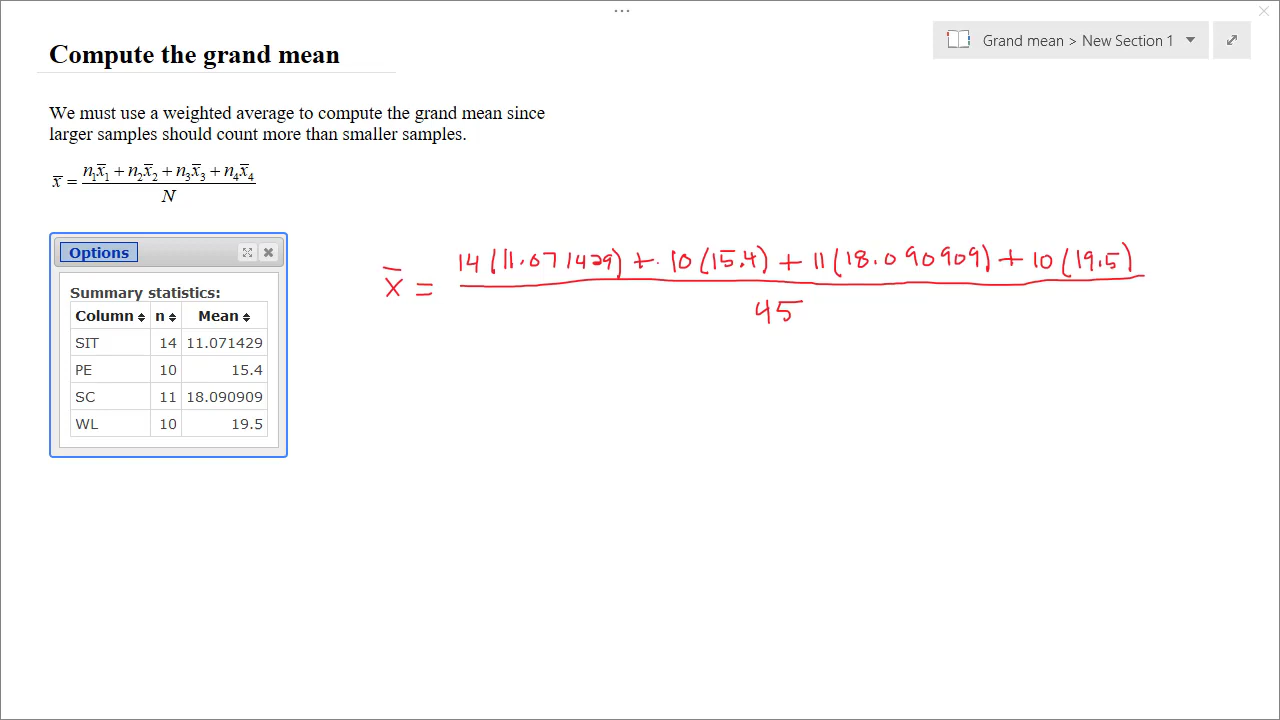 Compute the grand mean
Grand mean > New Section 1
We must use a weighted average to compute the grand mean since
larger samples should count more than smaller samples.
x̄ = (n₁x̄₁ + n₂x̄₂ + n₃x̄₃ + n₄x̄₄) / N
x̄ = (14(11.071429) + 10(15.4) + 11(18.090909) + 10(19.5)) / 45
Options
Summary statistics:
Column n Mean
SIT 14 11.071429
PE 10 15.4
SC 11 18.090909
WL 10 19.5